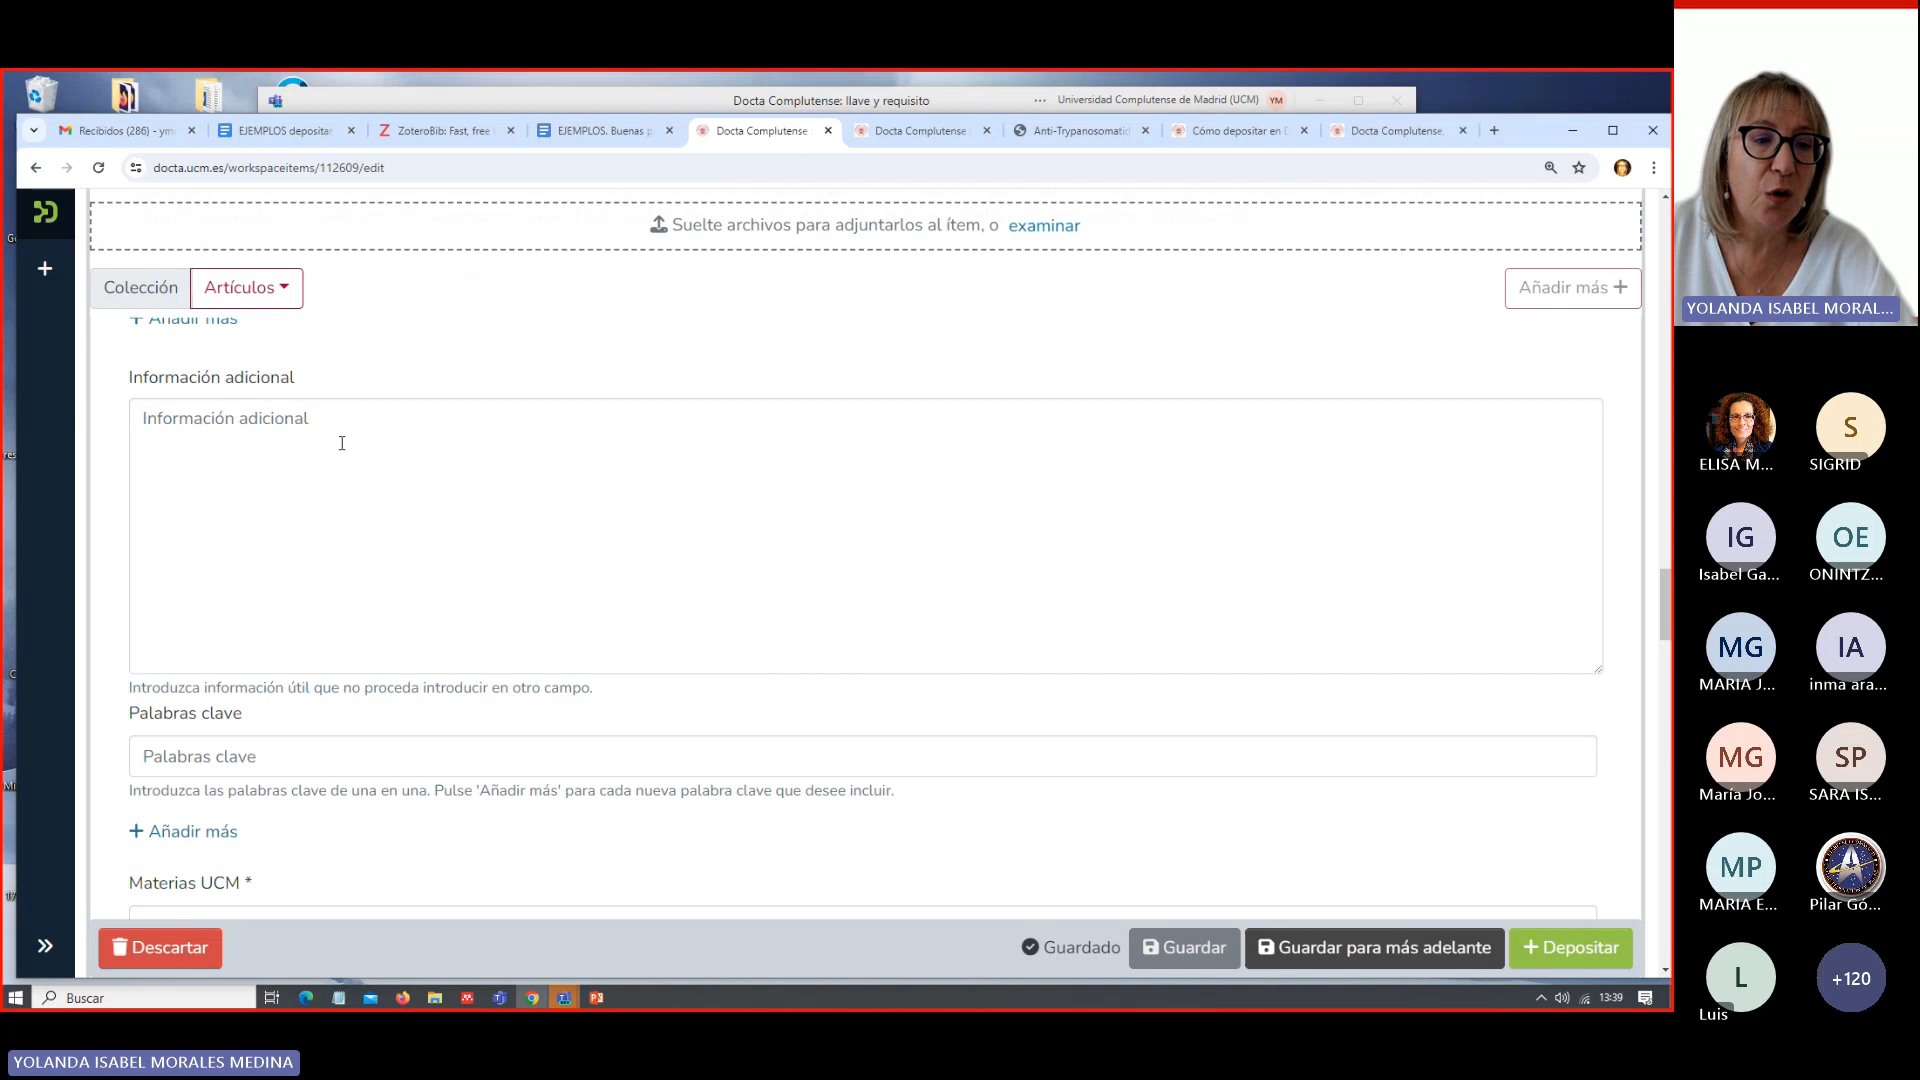 Docta Complutense: llave y requisito
Universidad Complutense de Madrid (UCM)
YM
Recibidos (286) - ym
EJEMPLOS depositar
ZoteroBib: Fast, free
EJEMPLOS. Buenas p
Docta Complutense
Docta Complutense
Anti-Trypanosomati
Cómo depositar en
Docta Complutense,
docta.ucm.es/workspaceitems/112609/edit
Suelte archivos para adjuntarlos al ítem, o examinar
Colección
Artículos
Añadir más +
+ Añadir más
Información adicional
Información adicional
Introduzca información útil que no proceda introducir en otro campo.
Palabras clave
Palabras clave
Introduzca las palabras clave de una en una. Pulse 'Añadir más' para cada nueva palabra clave que desee incluir.
+ Añadir más
Materias UCM *
Descartar
Guardado
Guardar
Guardar para más adelante
+ Depositar
Buscar
13:39
YOLANDA ISABEL MORAL...
ELISA M...
S
SIGRID
IG
Isabel Ga...
OE
ONINTZ...
MG
MARIA J...
IA
inma ara...
MG
María Jo...
SP
SARA IS...
MP
MARIA E...
Pilar Gó...
L
Luis
+120
YOLANDA ISABEL MORALES MEDINA